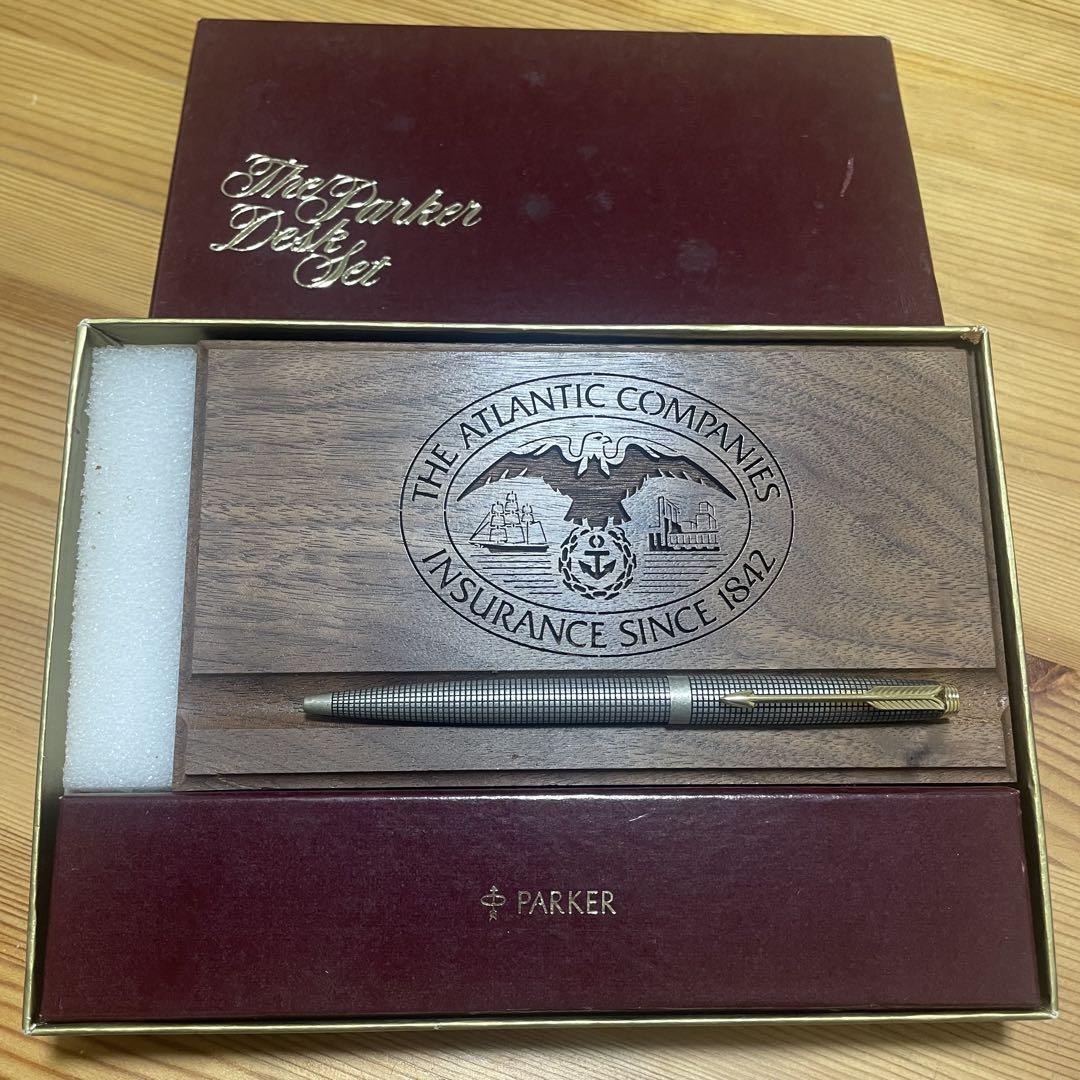 The Parker
Desk
Set
THE ATLANTIC COMPANIES
INSURANCE SINCE 1842
PARKER